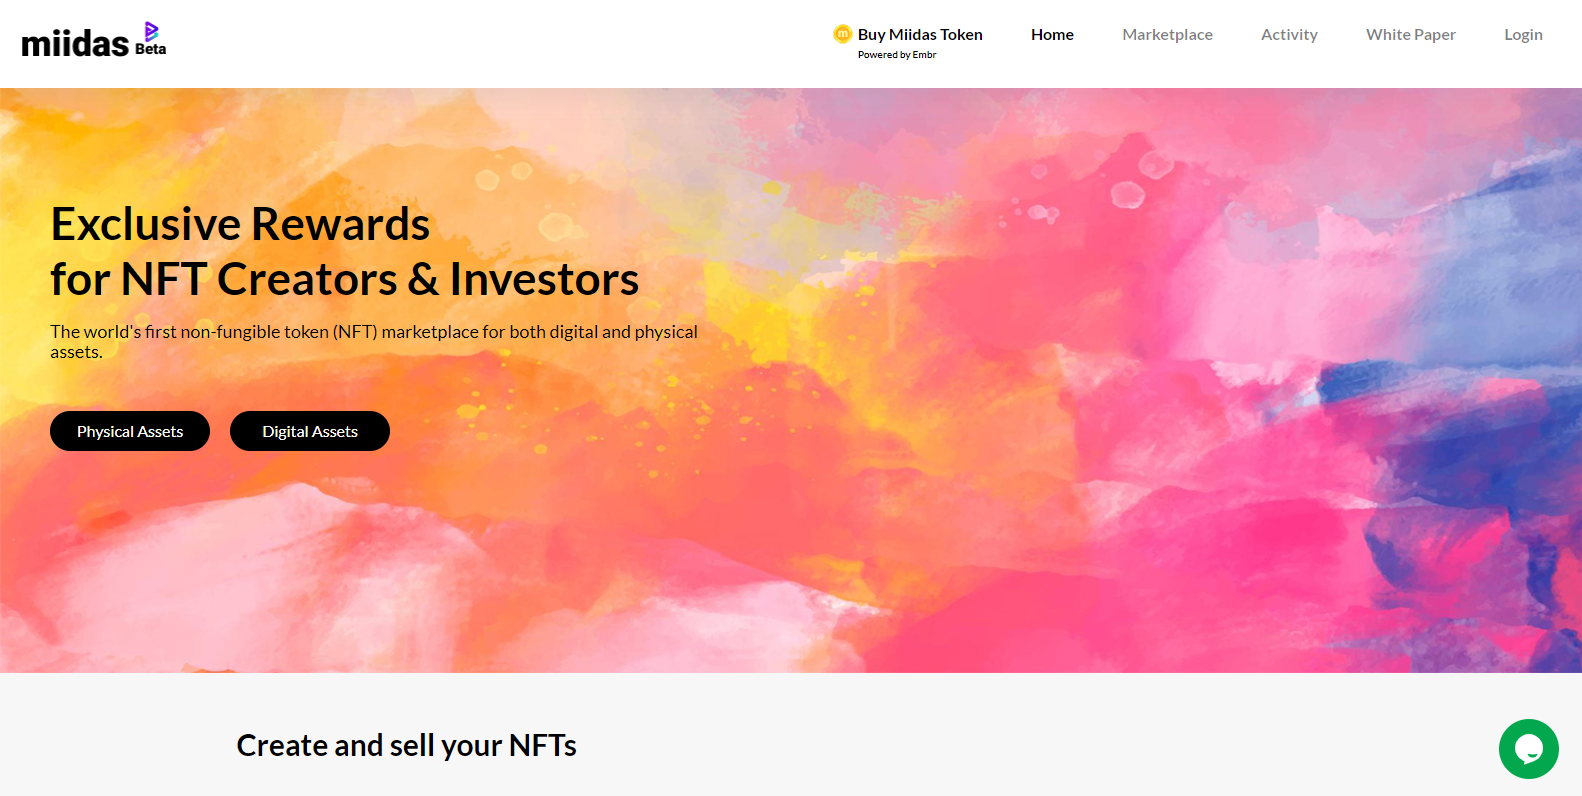 miidas Beta
m Buy Miidas Token
Powered by Embr
Home
Marketplace
Activity
White Paper
Login
Exclusive Rewards
for NFT Creators & Investors
The world's first non-fungible token (NFT) marketplace for both digital and physical
assets.
Physical Assets
Digital Assets
Create and sell your NFTs